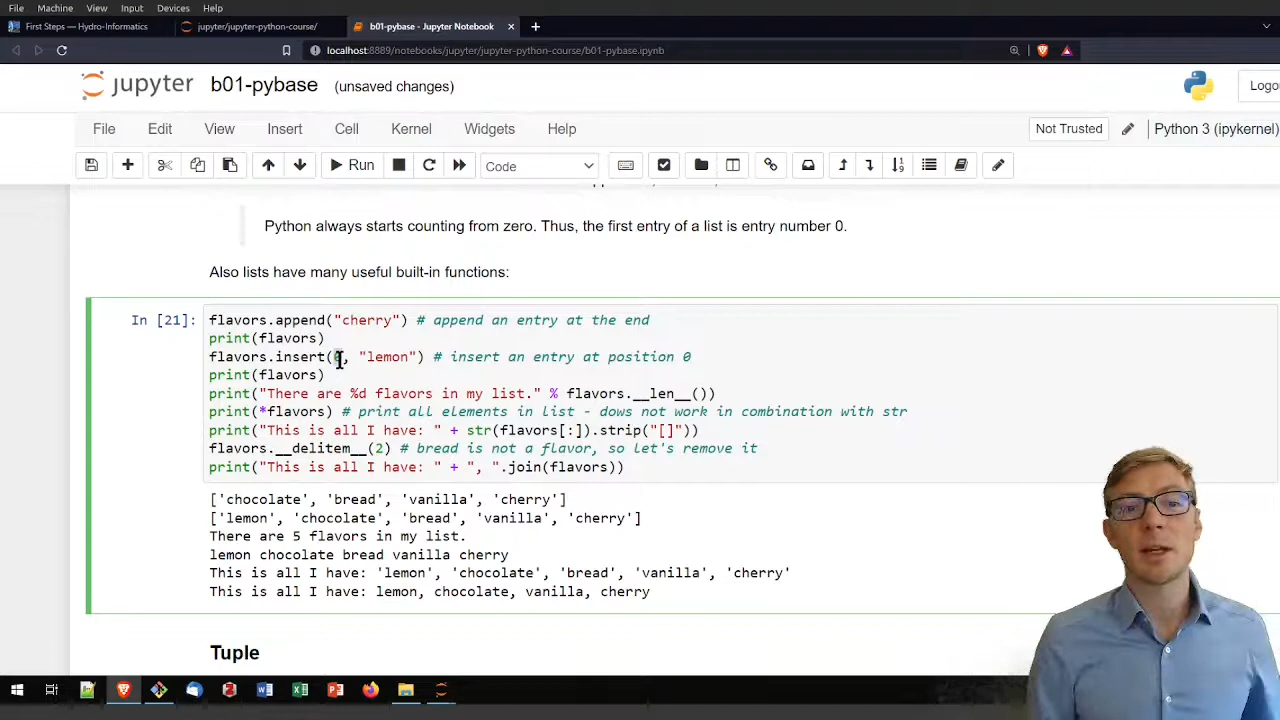 File Machine View Input Devices Help
First Steps — Hydro-Informatics jupyter/jupyter-python-course/ b01-pybase - Jupyter Notebook
localhost:8889/notebooks/jupyter/jupyter-python-course/b01-pybase.ipynb
jupyter b01-pybase (unsaved changes)
Logo
File Edit View Insert Cell Kernel Widgets Help Not Trusted Python 3 (ipykernel)
Run Code
Python always starts counting from zero. Thus, the first entry of a list is entry number 0.
Also lists have many useful built-in functions:
In [21]: flavors.append("cherry") # append an entry at the end
print(flavors)
flavors.insert(0, "lemon") # insert an entry at position 0
print(flavors)
print("There are %d flavors in my list." % flavors.__len__())
print(*flavors) # print all elements in list - dows not work in combination with str
print("This is all I have: " + str(flavors[:]).strip("[]"))
flavors.__delitem__(2) # bread is not a flavor, so let's remove it
print("This is all I have: " + ", ".join(flavors))
['chocolate', 'bread', 'vanilla', 'cherry']
['lemon', 'chocolate', 'bread', 'vanilla', 'cherry']
There are 5 flavors in my list.
lemon chocolate bread vanilla cherry
This is all I have: 'lemon', 'chocolate', 'bread', 'vanilla', 'cherry'
This is all I have: lemon, chocolate, vanilla, cherry
Tuple